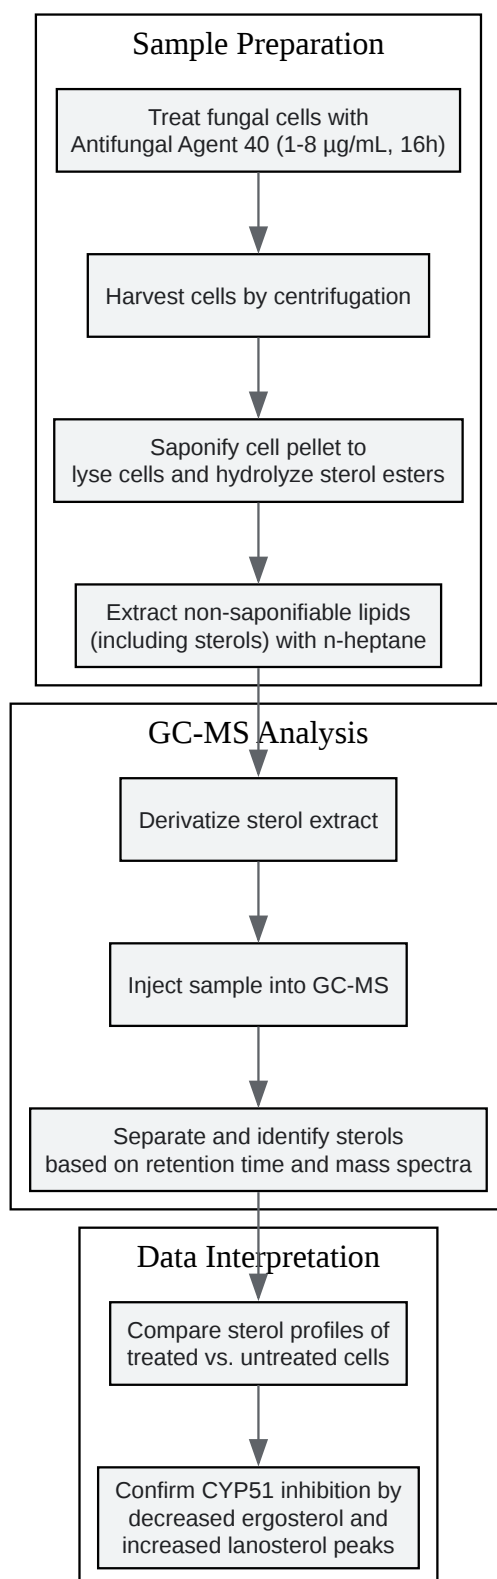 Sample Preparation
Treat fungal cells with
Antifungal Agent 40 (1-8 µg/mL, 16h)
Harvest cells by centrifugation
Saponify cell pellet to
lyse cells and hydrolyze sterol esters
Extract non-saponifiable lipids
(including sterols) with n-heptane
GC-MS Analysis
Derivatize sterol extract
Inject sample into GC-MS
Separate and identify sterols
based on retention time and mass spectra
Data Interpretation
Compare sterol profiles of
treated vs. untreated cells
Confirm CYP51 inhibition by
decreased ergosterol and
increased lanosterol peaks